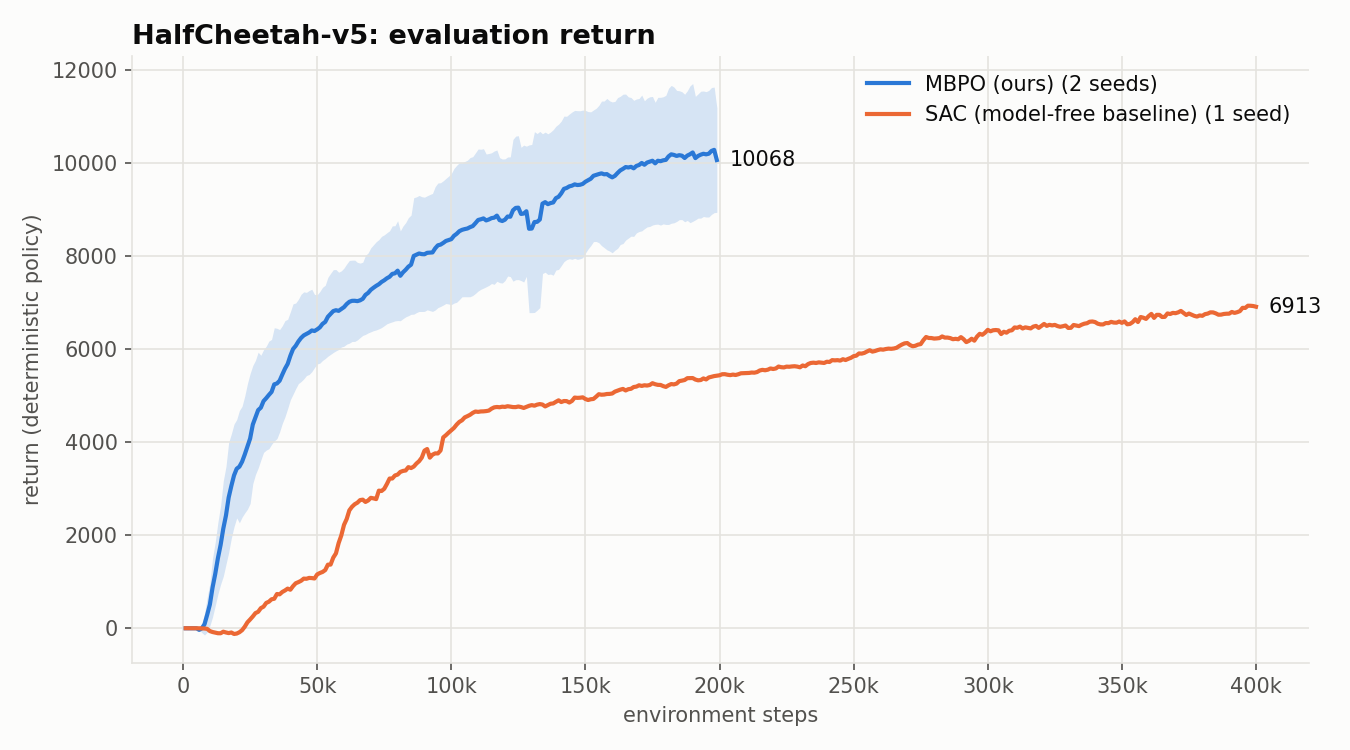 HalfCheetah-v5: evaluation return
MBPO (ours) (2 seeds)
SAC (model-free baseline) (1 seed)
12000
10000
8000
6000
4000
2000
0
return (deterministic policy)
10068
6913
0
50k
100k
150k
200k
250k
300k
350k
400k
environment steps